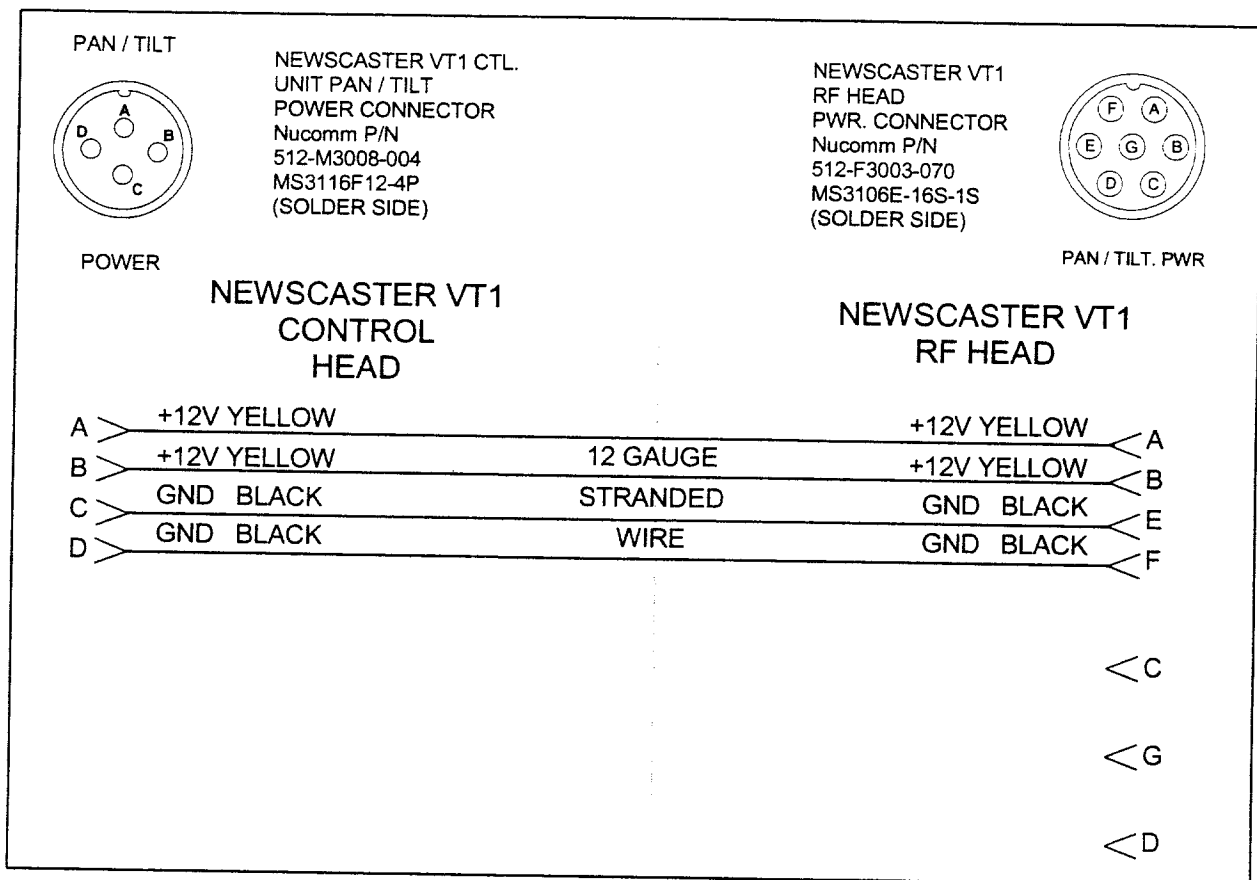 PAN / TILT
A
D
B
C
POWER
NEWSCASTER VT1 CTL.
UNIT PAN / TILT
POWER CONNECTOR
Nucomm P/N
512-M3008-004
MS3116F12-4P
(SOLDER SIDE)
NEWSCASTER VT1
RF HEAD
PWR. CONNECTOR
Nucomm P/N
512-F3003-070
MS3106E-16S-1S
(SOLDER SIDE)
F A
E G B
D C
PAN / TILT. PWR
NEWSCASTER VT1
CONTROL
HEAD
NEWSCASTER VT1
RF HEAD
A +12V YELLOW +12V YELLOW A
B +12V YELLOW 12 GAUGE +12V YELLOW B
C GND BLACK STRANDED GND BLACK E
D GND BLACK WIRE GND BLACK F
C
G
D